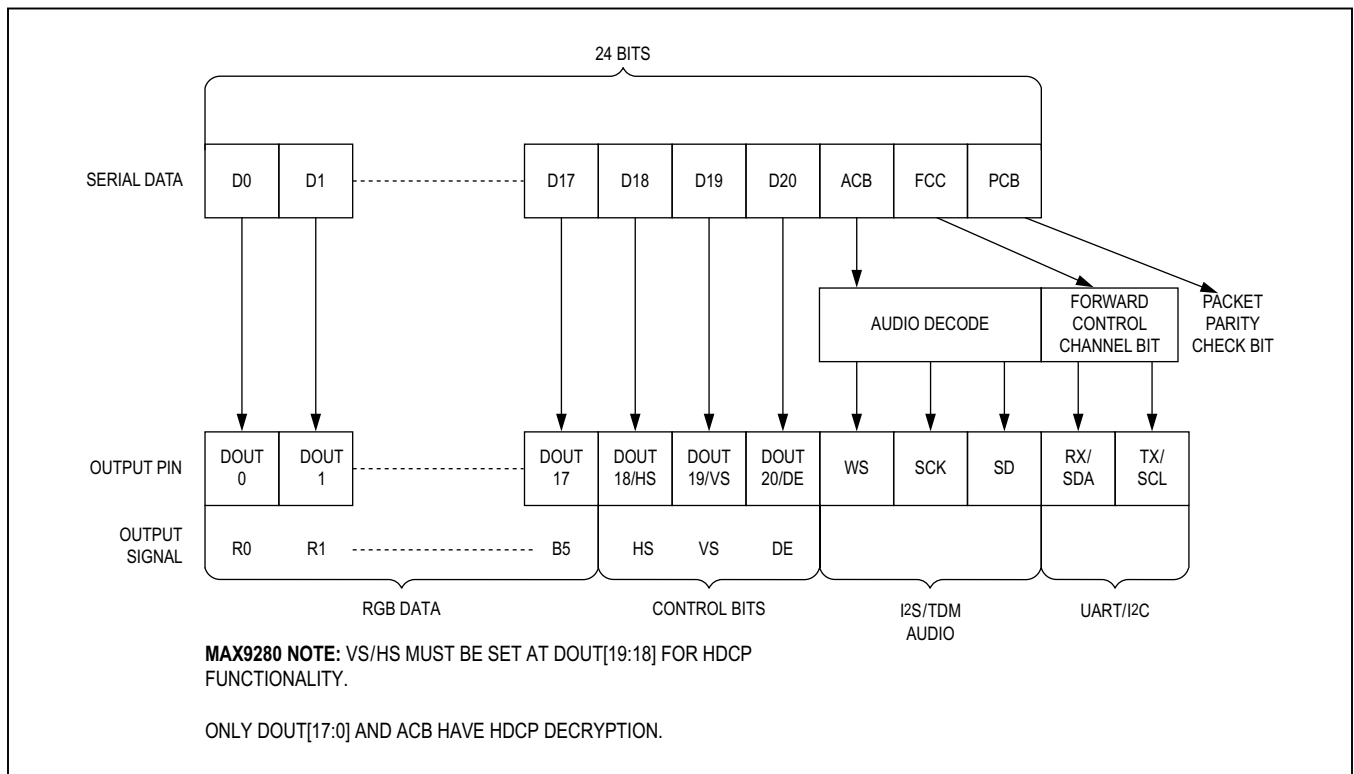 24 BITS
SERIAL DATA D0 D1 D17 D18 D19 D20 ACB FCC PCB
AUDIO DECODE
FORWARD
CONTROL
CHANNEL BIT
PACKET
PARITY
CHECK BIT
OUTPUT PIN
DOUT
0
DOUT
1
DOUT
17
DOUT
18/HS
DOUT
19/VS
DOUT
20/DE
WS
SCK
SD
RX/
SDA
TX/
SCL
OUTPUT
SIGNAL
R0 R1 B5 HS VS DE
RGB DATA
CONTROL BITS
I2S/TDM
AUDIO
UART/I2C
MAX9280 NOTE: VS/HS MUST BE SET AT DOUT[19:18] FOR HDCP
FUNCTIONALITY.
ONLY DOUT[17:0] AND ACB HAVE HDCP DECRYPTION.